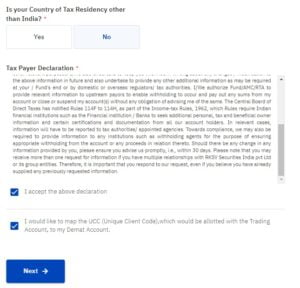 Is your Country of Tax Residency other
than India? *
Yes
No
Tax Payer Declaration *
the above information in future and also undertake to provide any other additional information as may be required at
your / Fund's end or by domestic or overseas regulators/ tax authorities. I/We authorize Fund/AMC/RTA to
provide relevant information to upstream payors to enable withholding to occur and pay out any sums from my
account or close or suspend my account(s) without any obligation of advising me of the same. The Central Board of
Direct Taxes has notified Rules 114F to 114H, as part of the Income-tax Rules, 1962, which Rules require Indian
financial institutions such as the Financial institution / Banks to seek additional personal, tax and beneficial owner
information and certain certifications and documentation from all our account holders. In relevant cases,
information will have to be reported to tax authorities/ appointed agencies. Towards compliance, we may also be
required to provide information to any institutions such as withholding agents for the purpose of ensuring
appropriate withholding from the account or any proceeds in relation thereto. Should there be any change in any
information provided by you, please ensure you advise us promptly, i.e., within 30 days. Please note that you may
receive more than one request for information if you have multiple relationships with RKSV Securities India pvt Ltd
or its group entities. Therefore, it is important that you respond to our request, even if you believe you have already
supplied any previously requested information.
I accept the above declaration
I would like to map the UCC (Unique Client Code),which would be allotted with the Trading
Account, to my Demat Account.
Next →